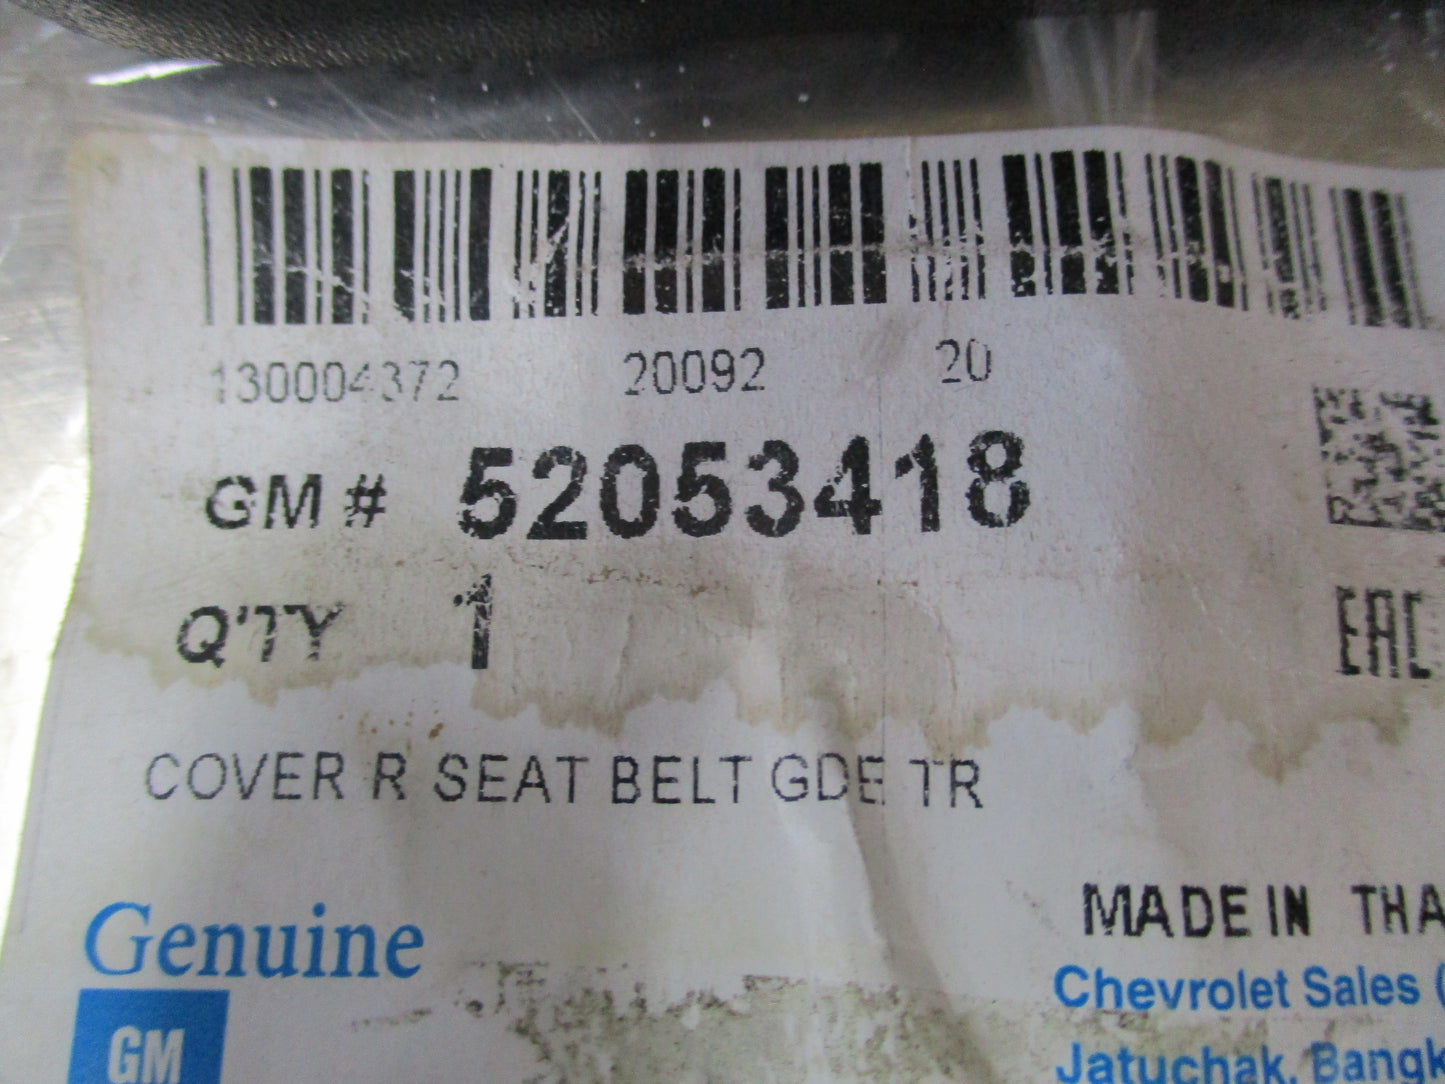 130004372 20092 20
GM # 52053418
Q'TY 1
EAC
COVER R SEAT BELT GDE TR
MADE IN THA
Genuine
Chevrolet Sales (
GM
Jatuchak, Bangk